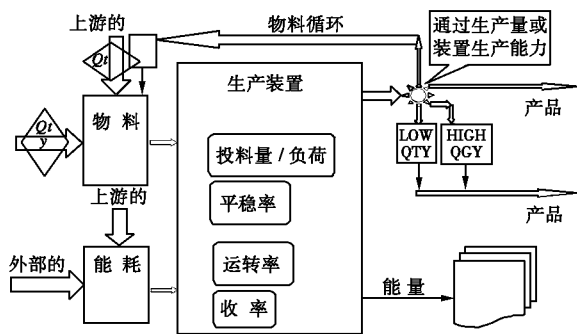 上游的
物料循环
通过生产量或
装置生产能力
Qt
生产装置
产品
物 料
Qt
y
LOW
QTY
HIGH
QGY
投料量 / 负荷
上游的
平稳率
产品
外部的
能 耗
运转率
能 量
收 率